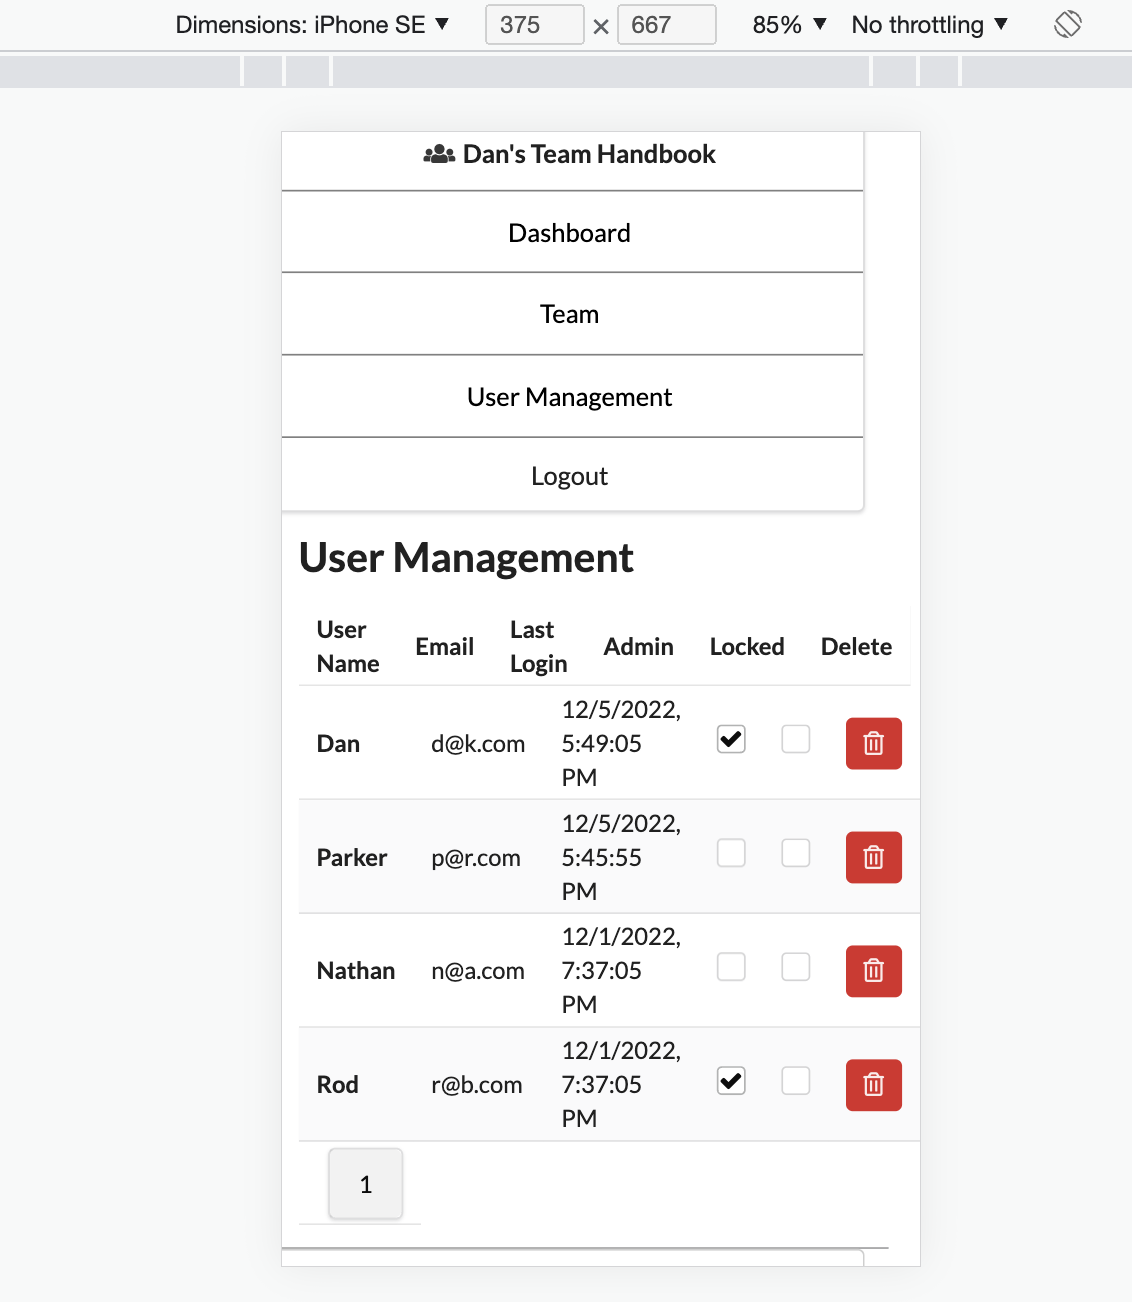 Dimensions: iPhone SE ▼ 375 × 667 85% ▼ No throttling ▼
Dan's Team Handbook
Dashboard
Team
User Management
Logout
User Management
User Name Email Last Login Admin Locked Delete
Dan d@k.com 12/5/2022, 5:49:05 PM
Parker p@r.com 12/5/2022, 5:45:55 PM
Nathan n@a.com 12/1/2022, 7:37:05 PM
Rod r@b.com 12/1/2022, 7:37:05 PM
1